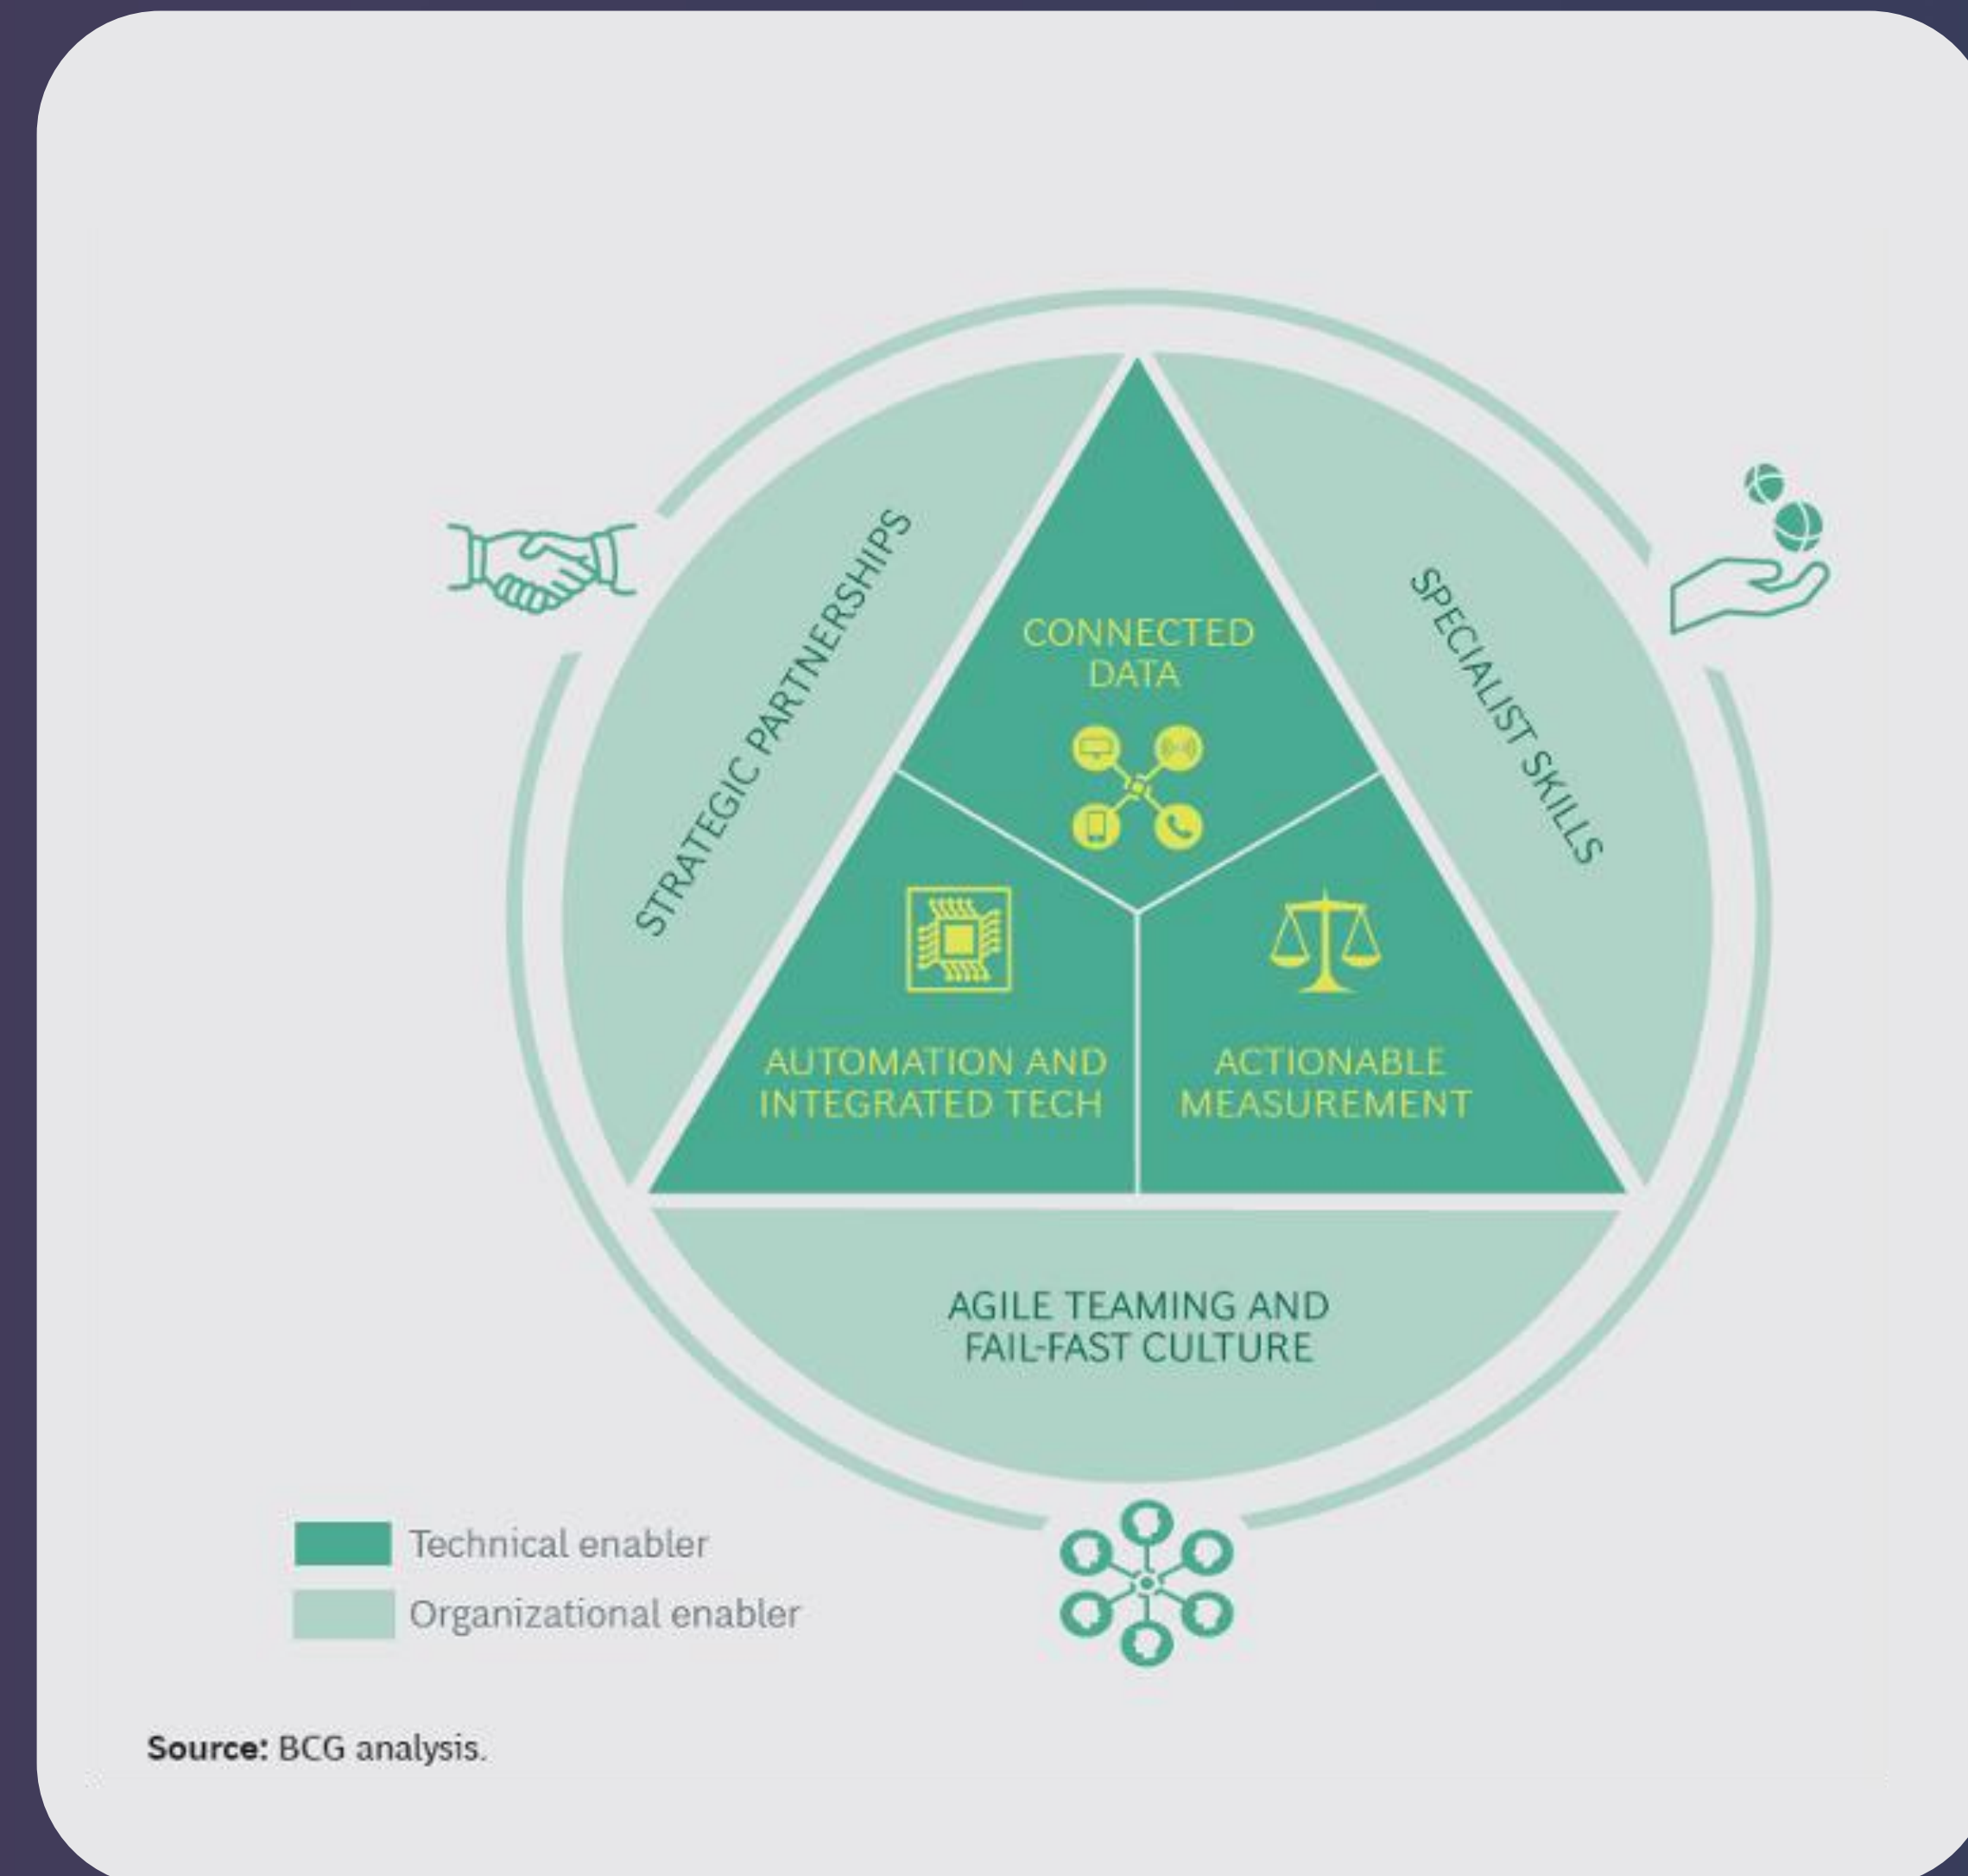 STRATEGIC PARTNERSHIPS
SPECIALIST SKILLS
CONNECTED
DATA
AUTOMATION AND
INTEGRATED TECH
ACTIONABLE
MEASUREMENT
AGILE TEAMING AND
FAIL-FAST CULTURE
Technical enabler
Organizational enabler
Source: BCG analysis.